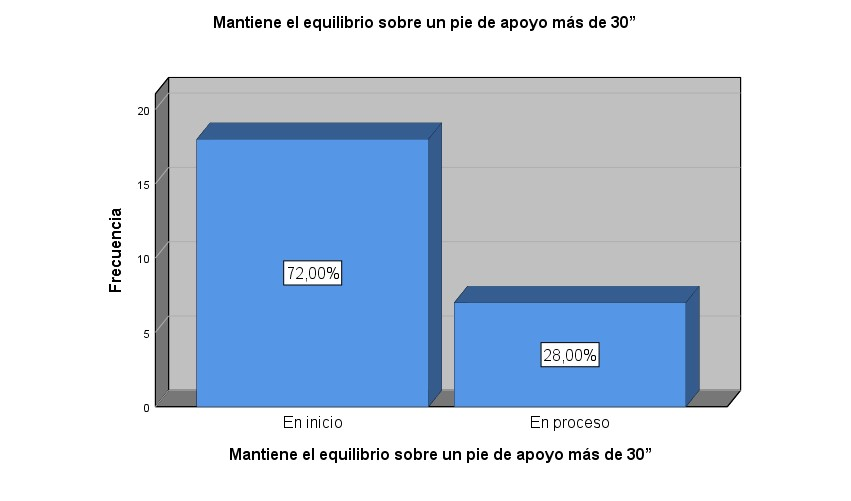 Mantiene el equilibrio sobre un pie de apoyo más de 30”
20
15
10
5
0
Frecuencia
72,00%
28,00%
En inicio
En proceso
Mantiene el equilibrio sobre un pie de apoyo más de 30”